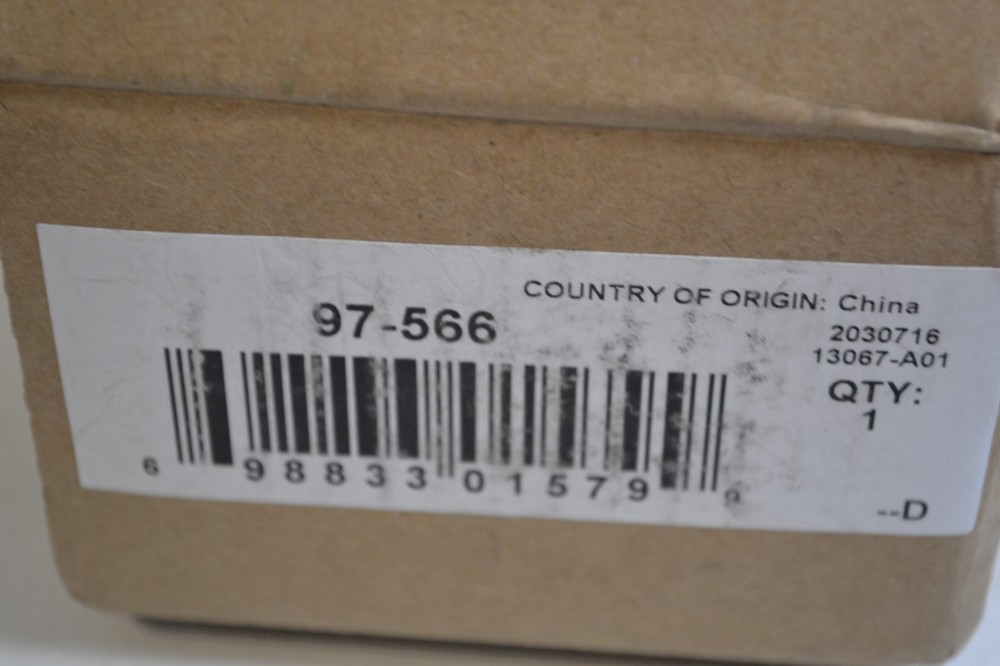 COUNTRY OF ORIGIN: China
97-566
2030716
13067-A01
QTY:
1
6 98833 01579 9
--D